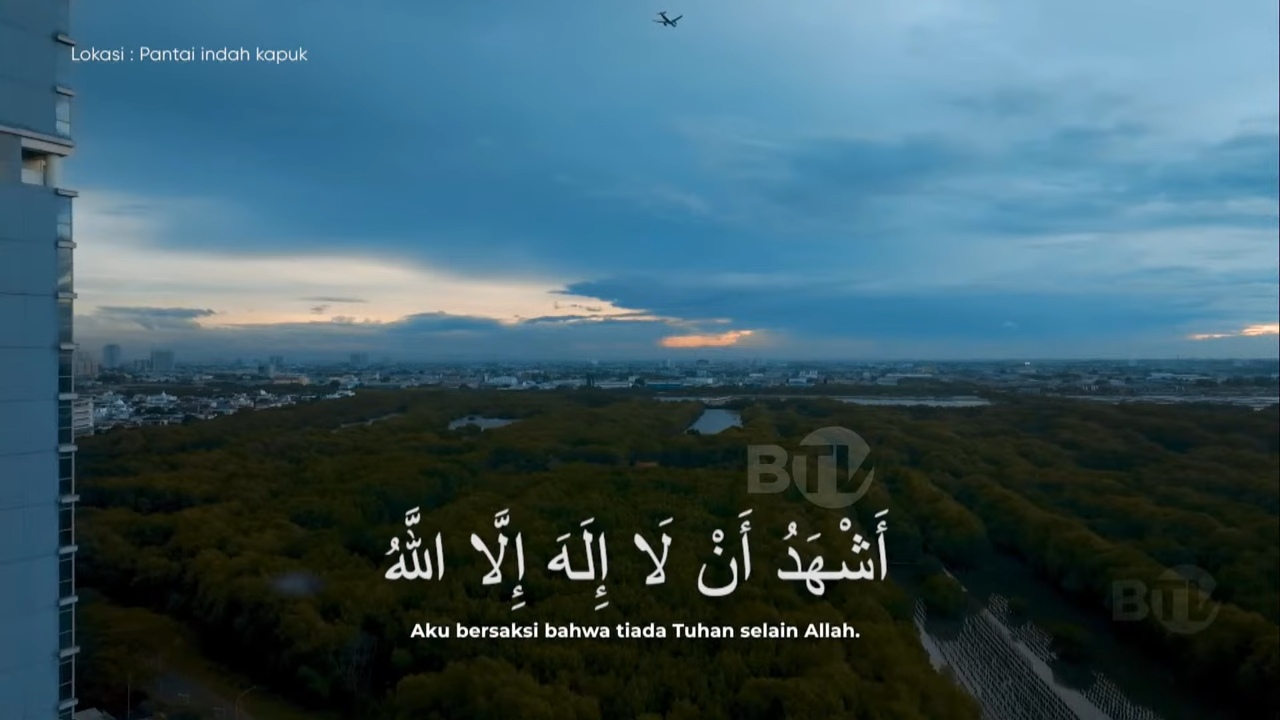 Lokasi : Pantai indah kapuk
BTV
أَشْهَدُ أَنْ لَا إِلَهَ إِلَّا اللَّهُ
Aku bersaksi bahwa tiada Tuhan selain Allah.
BTV